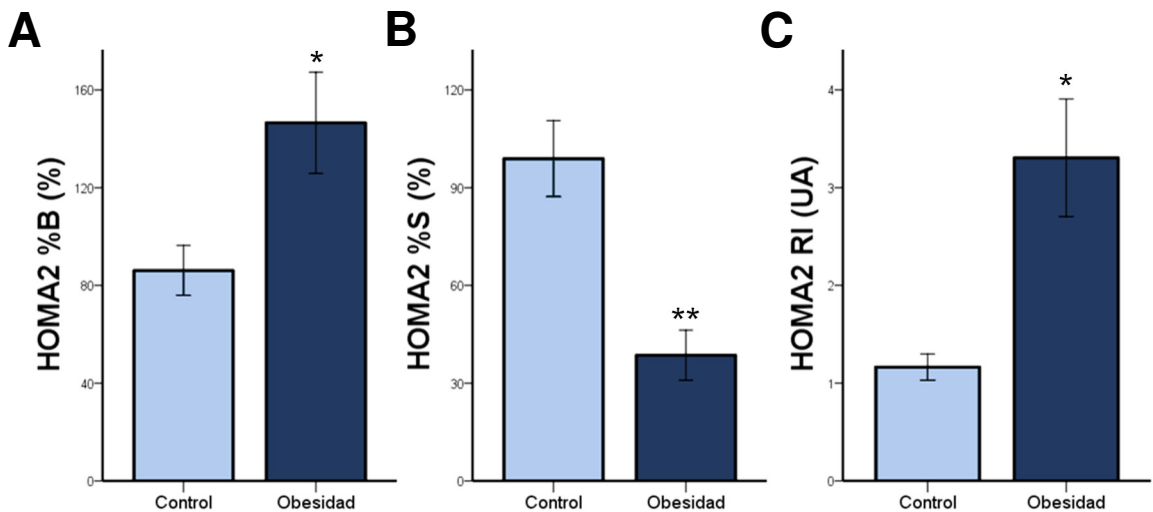 A
HOMA2 %B (%)
160
120
80
40
0
*
Control
Obesidad
B
HOMA2 %S (%)
120
90
60
30
0
**
Control
Obesidad
C
HOMA2 RI (UA)
4
3
2
1
0
*
Control
Obesidad